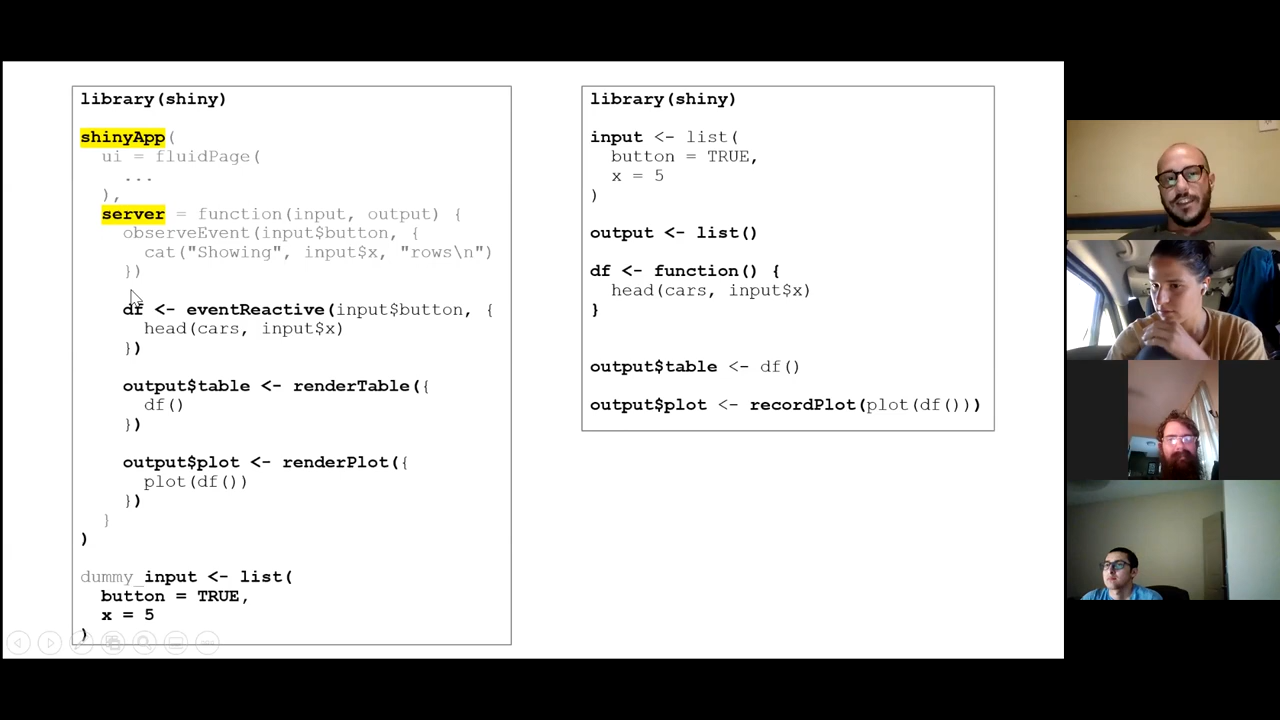 library(shiny)
shinyApp(
ui = fluidPage(
...
),
server = function(input, output) {
observeEvent(input$button, {
cat("Showing", input$x, "rows\n")
})
df <- eventReactive(input$button, {
head(cars, input$x)
})
output$table <- renderTable({
df()
})
output$plot <- renderPlot({
plot(df())
})
}
)
dummy_input <- list(
button = TRUE,
x = 5
)
library(shiny)
input <- list(
button = TRUE,
x = 5
)
output <- list()
df <- function() {
head(cars, input$x)
}
output$table <- df()
output$plot <- recordPlot(plot(df()))